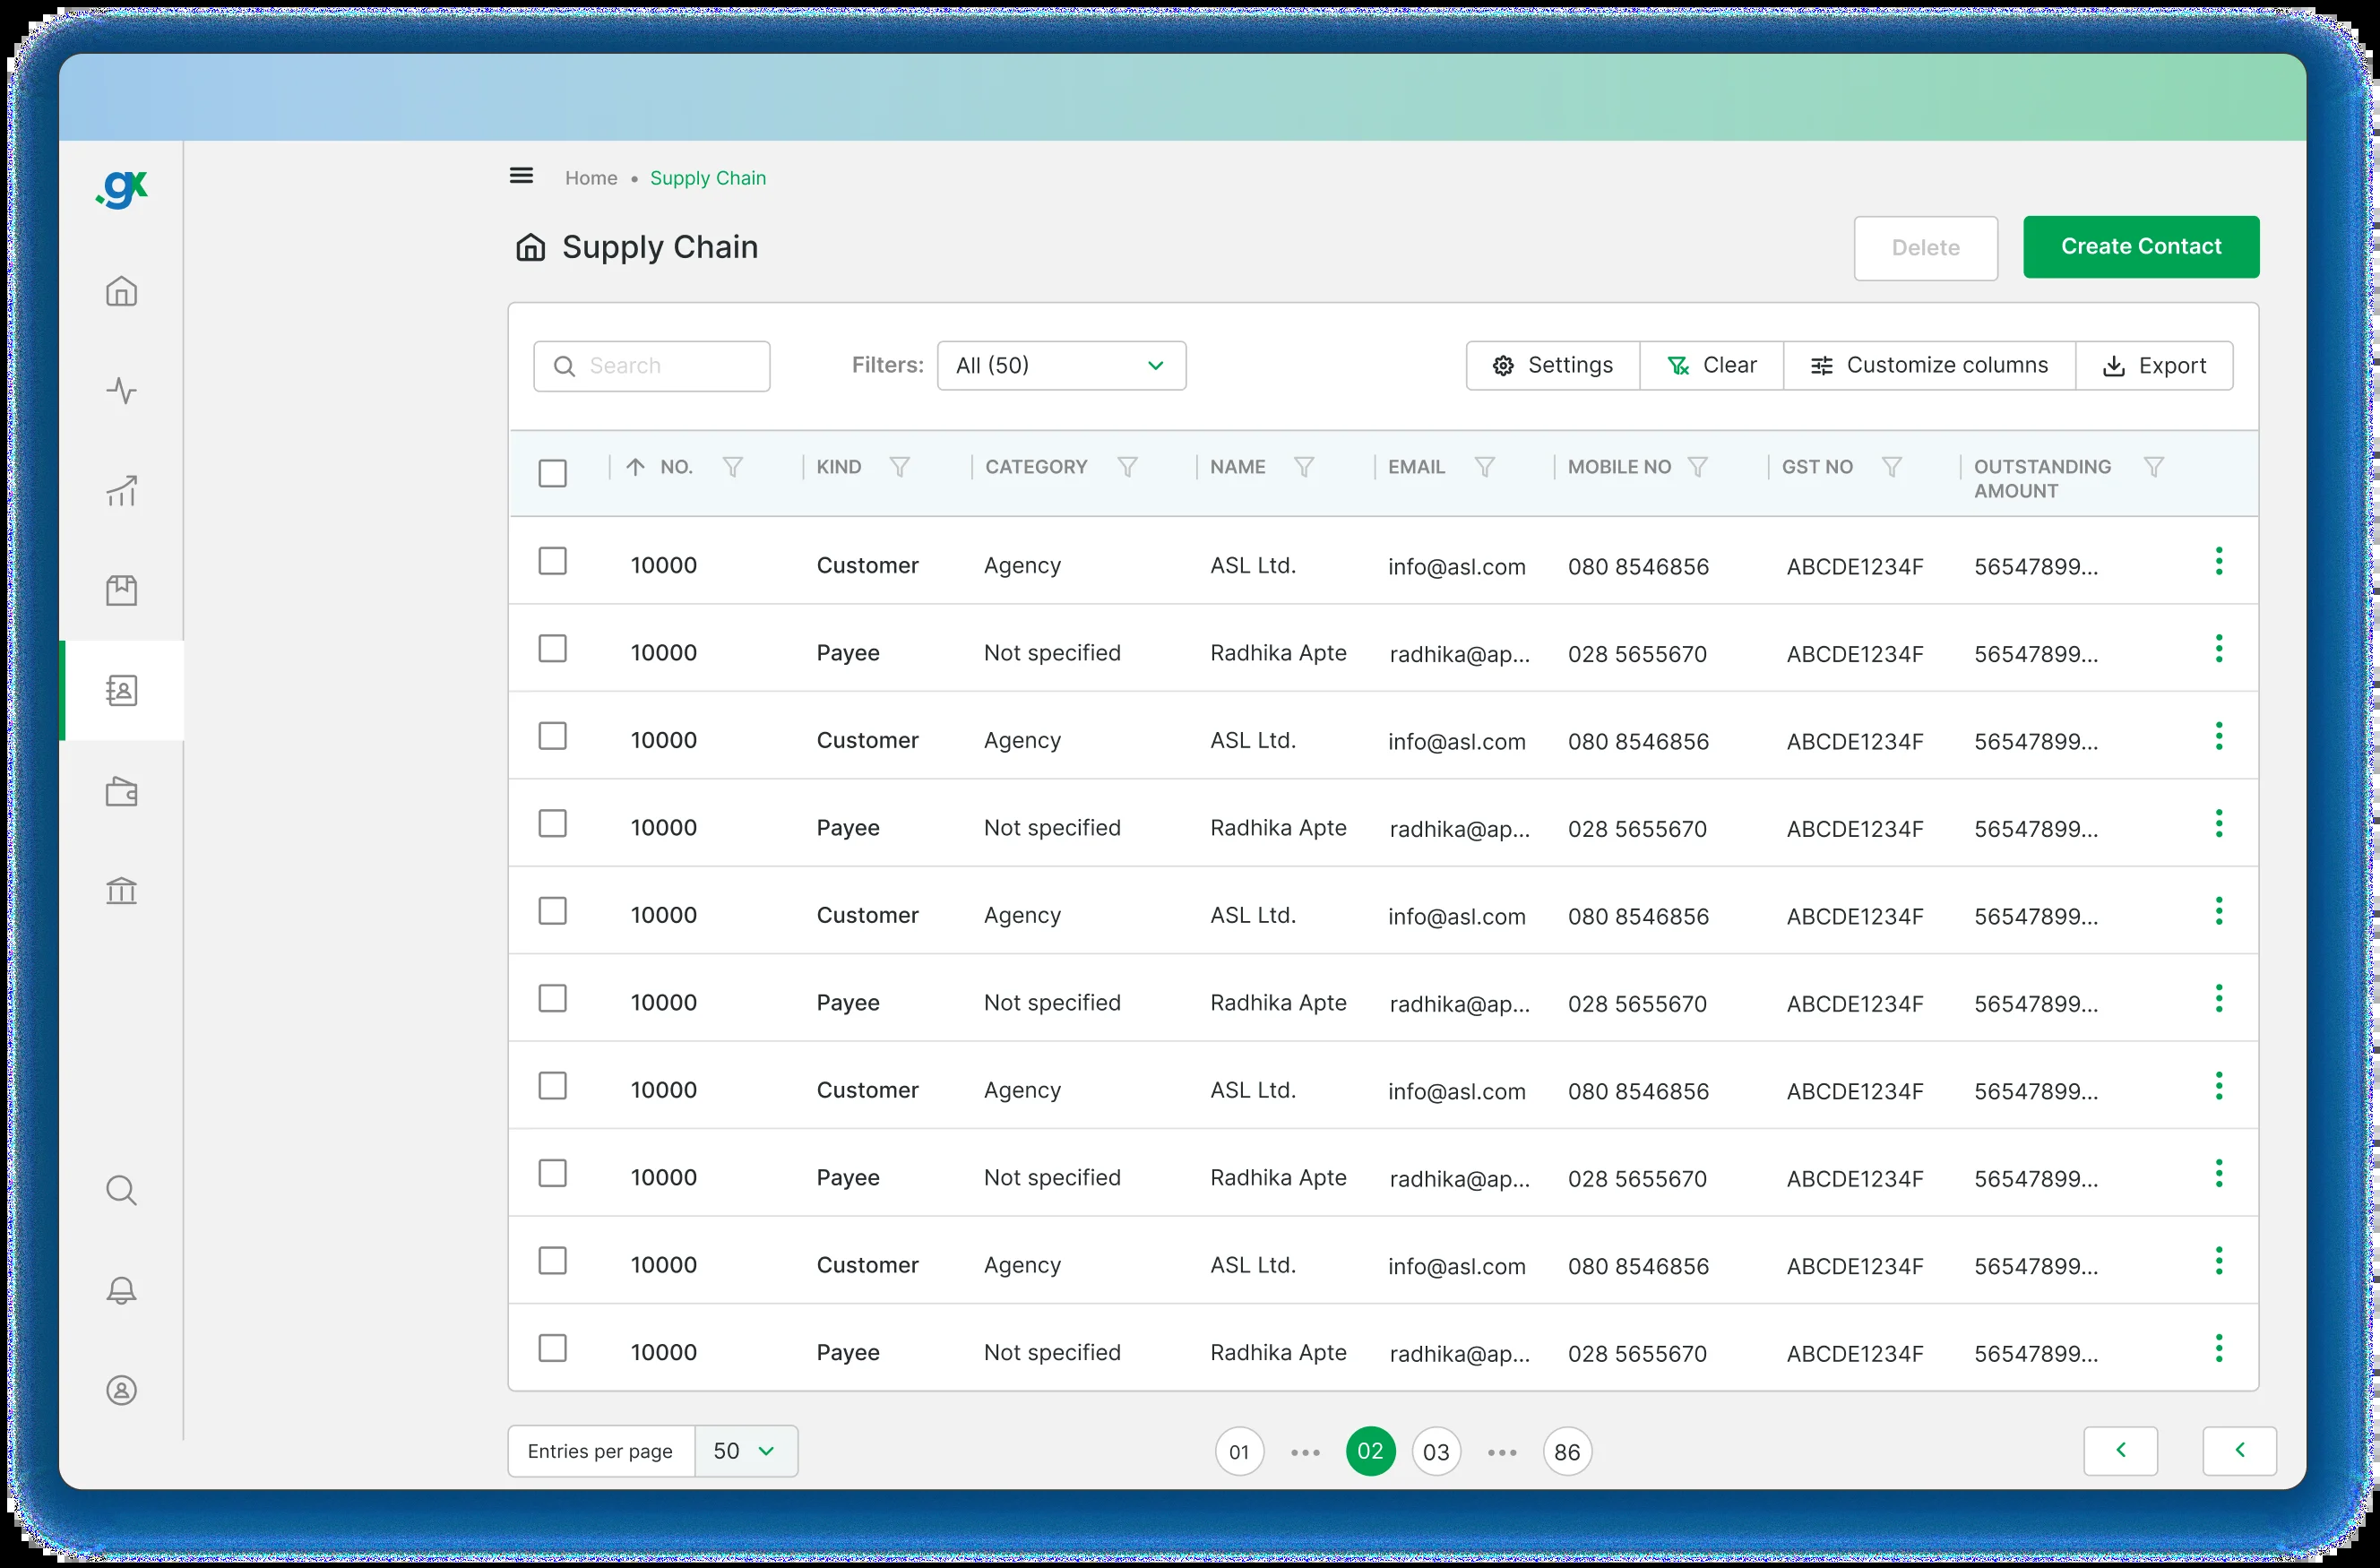 .gx
Home • Supply Chain
Supply Chain
Delete
Create Contact
Search
Filters: All (50)
Settings Clear Customize columns Export
NO. KIND CATEGORY NAME EMAIL MOBILE NO GST NO OUTSTANDING AMOUNT
10000 Customer Agency ASL Ltd. info@asl.com 080 8546856 ABCDE1234F 56547899...
10000 Payee Not specified Radhika Apte radhika@ap... 028 5655670 ABCDE1234F 56547899...
10000 Customer Agency ASL Ltd. info@asl.com 080 8546856 ABCDE1234F 56547899...
10000 Payee Not specified Radhika Apte radhika@ap... 028 5655670 ABCDE1234F 56547899...
10000 Customer Agency ASL Ltd. info@asl.com 080 8546856 ABCDE1234F 56547899...
10000 Payee Not specified Radhika Apte radhika@ap... 028 5655670 ABCDE1234F 56547899...
10000 Customer Agency ASL Ltd. info@asl.com 080 8546856 ABCDE1234F 56547899...
10000 Payee Not specified Radhika Apte radhika@ap... 028 5655670 ABCDE1234F 56547899...
10000 Customer Agency ASL Ltd. info@asl.com 080 8546856 ABCDE1234F 56547899...
10000 Payee Not specified Radhika Apte radhika@ap... 028 5655670 ABCDE1234F 56547899...
Entries per page 50
01 ... 02 03 ... 86